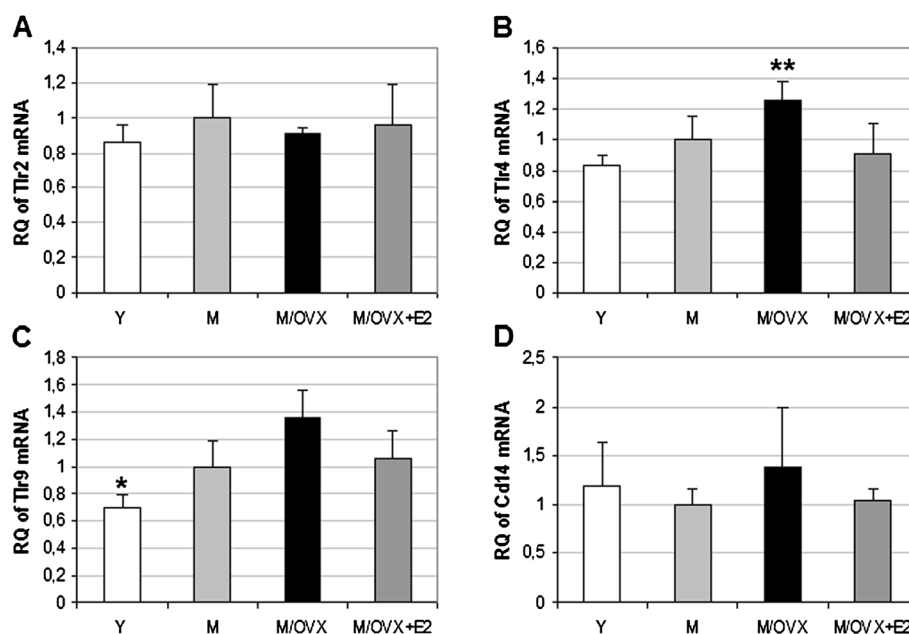 A
RQ of Tlr2 mRNA
1,4
1,2
1
0,8
0,6
0,4
0,2
0
Y M M/OVX M/OVX+E2
B
RQ of Tlr4 mRNA
1,6
1,4
1,2
1
0,8
0,6
0,4
0,2
0
**
Y M M/OVX M/OVX+E2
C
RQ of Tlr9 mRNA
1,8
1,6
1,4
1,2
1
0,8
0,6
0,4
0,2
0
*
Y M M/OVX M/OVX+E2
D
RQ of Cd14 mRNA
2,5
2
1,5
1
0,5
0
Y M M/OVX M/OVX+E2